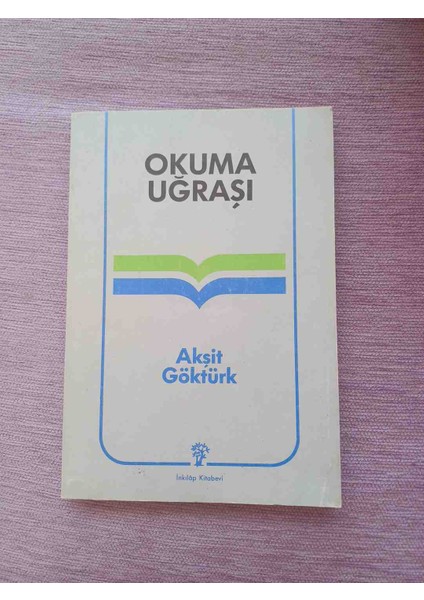 OKUMA
UĞRAŞI
Akşit
Göktürk
İnkılâp Kitabevi